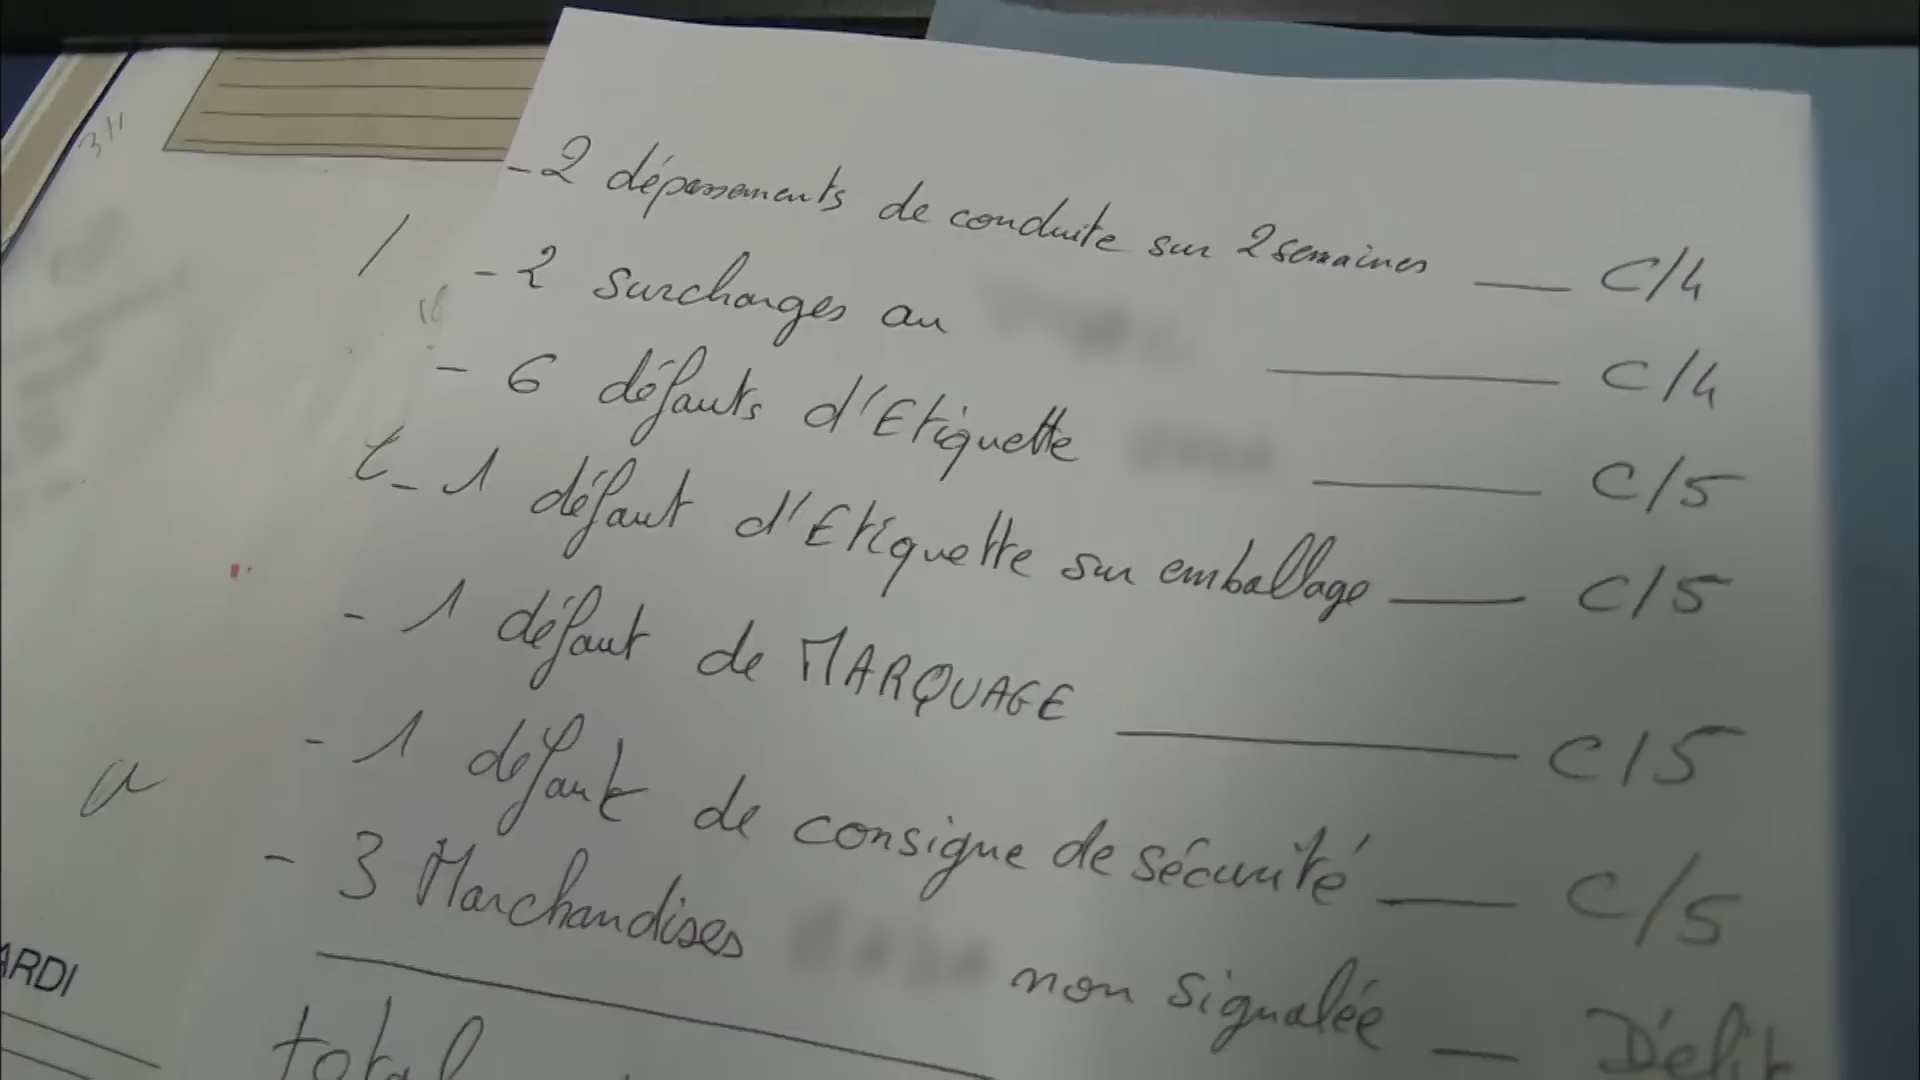 - 2 dépassements de conduite sur 2 semaines — C/4
- 2 surcharges au — C/4
- 6 défauts d'Etiquette — C/5
- 1 défaut d'Etiquette sur emballage — C/5
- 1 défaut de MARQUAGE — C/5
- 1 défaut de consigne de sécurité — C/5
- 3 Marchandises non signalée — Délit
total
ARDI